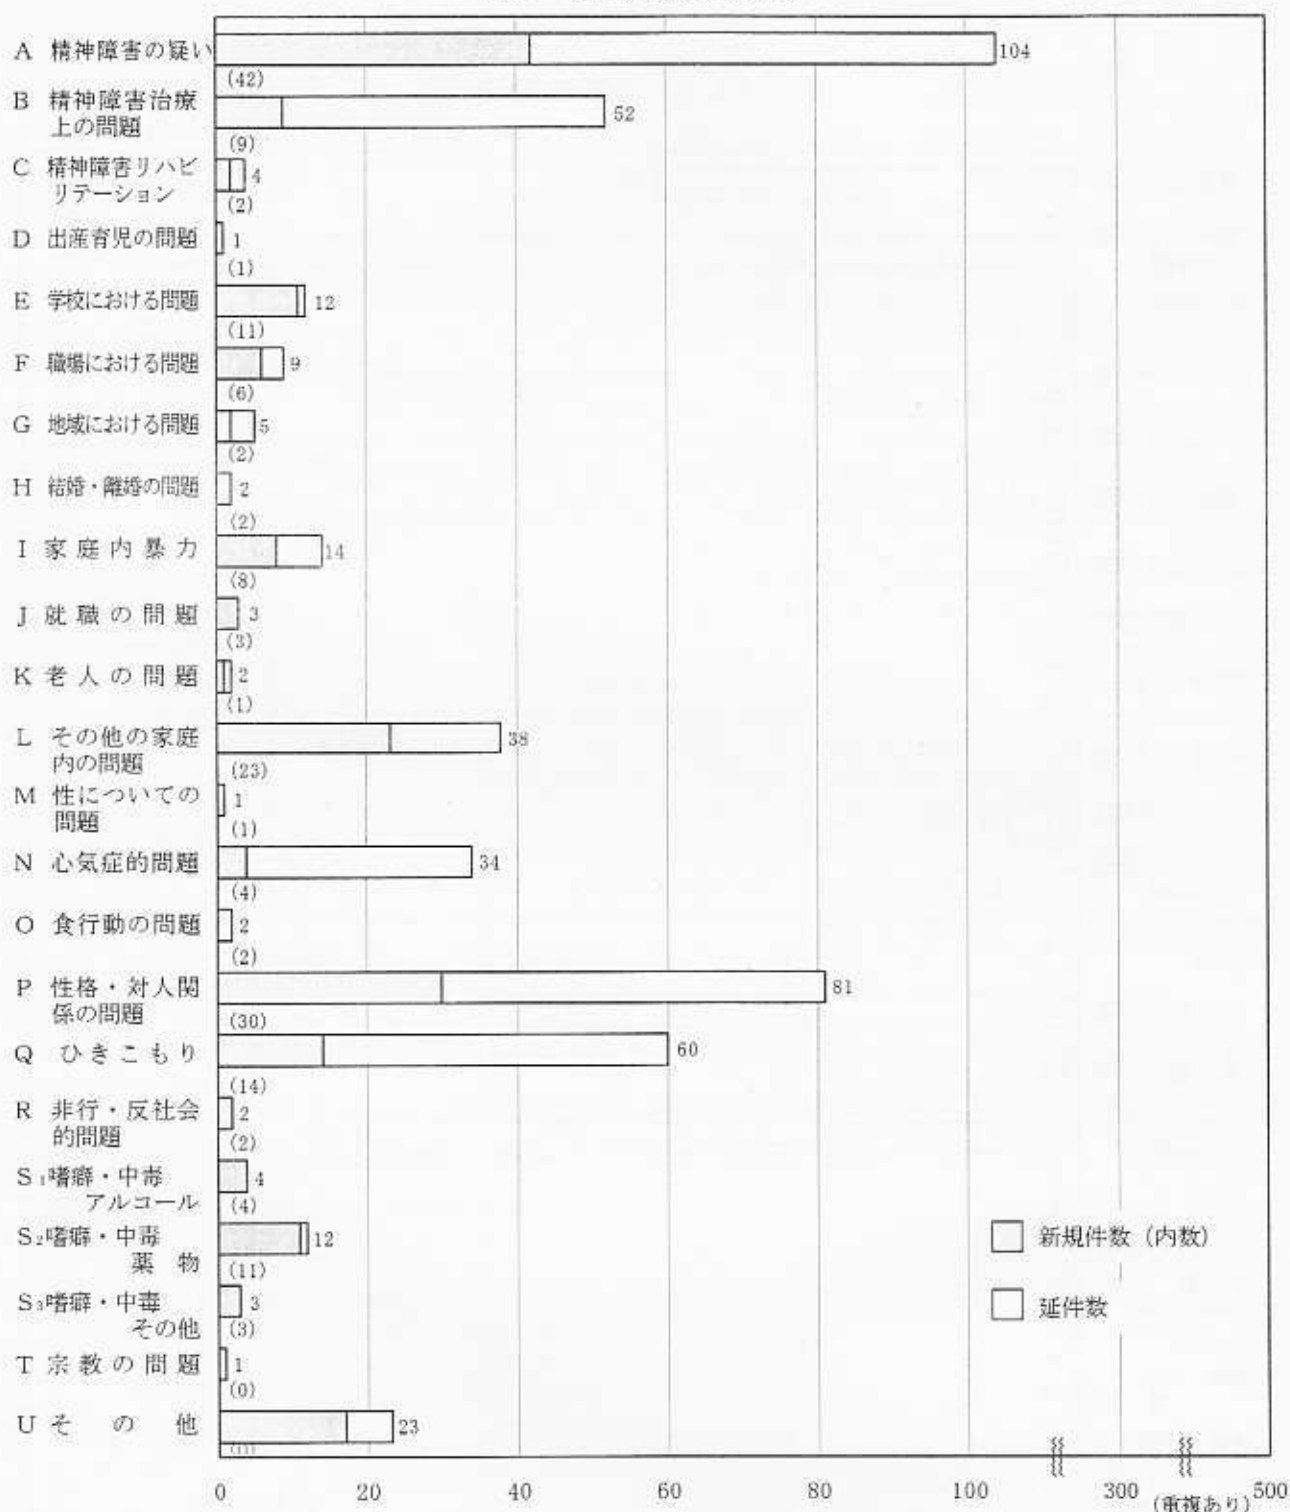 A 精神障害の疑い
104
(42)
B 精神障害治療
上の問題
52
(9)
C 精神障害リハビ
リテーション
4
(2)
D 出産育児の問題
1
(1)
E 学校における問題
12
(11)
F 職場における問題
9
(6)
G 地域における問題
5
(2)
H 結婚・離婚の問題
2
(2)
I 家庭内暴力
14
(8)
J 就職の問題
3
(3)
K 老人の問題
2
(1)
L その他の家庭
内の問題
38
(23)
M 性についての
問題
1
(1)
N 心気症的問題
34
(4)
O 食行動の問題
2
(2)
P 性格・対人関
係の問題
81
(30)
Q ひきこもり
60
(14)
R 非行・反社会
的問題
2
(2)
S₁嗜癖・中毒
アルコール
4
(4)
S₂嗜癖・中毒
薬物
12
(11)
S₃嗜癖・中毒
その他
3
(3)
T 宗教の問題
1
(0)
U その他
23
新規件数（内数）
延件数
0 20 40 60 80 100 300 500
(重複あり)